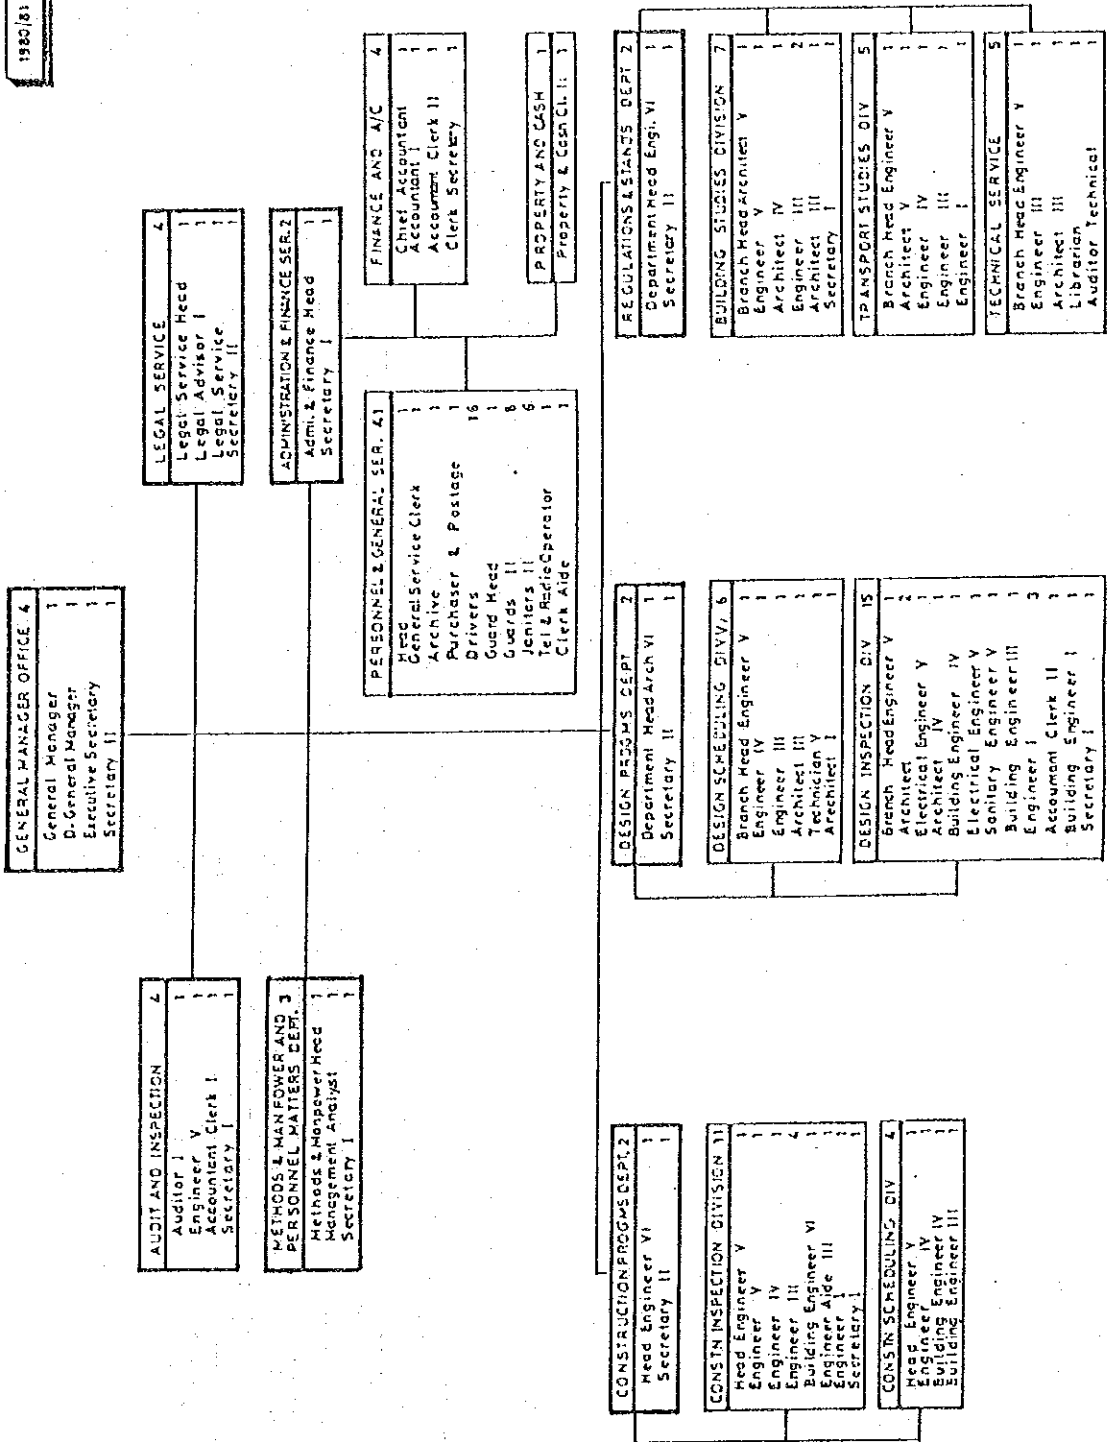 1980/81
GENERAL MANAGER OFFICE 4
General Manager 1
D-General Manager 1
Executive Secretary 1
Secretary II 1
AUDIT AND INSPECTION 4
Auditor I 1
Engineer V 1
Accountant Clerk I 1
Secretary I 1
LEGAL SERVICE 4
Legal Service Head 1
Legal Advisor I 1
Legal Service 1
Secretary II 1
METHODS & MAN POWER AND 3
PERSONNEL MATTERS DEPT.
Methods & Manpower Head 1
Management Analyst 1
Secretary I 1
ADMINISTRATION & FINANCE SER. 2
Admi. & Finance Head 1
Secretary I 1
PERSONNEL & GENERAL SER. 41
Head 1
General Service Clerk 1
Archive 1
Purchaser & Postage 1
Drivers 16
Guard Head 1
Guards II 8
Janitors II 6
Tel & Radio Operator 1
Clerk Aide 1
FINANCE AND A/C 4
Chief Accountant 1
Accountant I 1
Accountant Clerk II 1
Clerk Secretary 1
PROPERTY AND CASH 1
Property & Cash Cl. II 1
CONSTRUCTION PROGMS DEPT. 2
Head Engineer VI 1
Secretary II 1
CONSTN INSPECTION DIVISION 11
Head Engineer V 1
Engineer V 1
Engineer IV 1
Engineer III 4
Building Engineer VI 1
Engineer Aide III 1
Engineer I 1
Secretary I 1
CONSTN SCHEDULING DIV 4
Head Engineer V 1
Engineer IV 1
Building Engineer IV 1
Building Engineer III 1
DESIGN PROGMS DEPT 2
Department Head Arch VI 1
Secretary II 1
DESIGN SCHEDULING DIVV, 6
Branch Head Engineer V 1
Engineer IV 1
Engineer III 1
Architect III 1
Technician V 1
Arechitect I 1
DESIGN INSPECTION DIV 15
Branch Head Engineer V 1
Architect 2
Electrical Engineer V 1
Architect IV 1
Building Engineer IV 1
Electrical Engineer V 1
Sanitary Engineer V 1
Building Engineer III 1
Engineer I 3
Accoumant Clerk II 1
Building Engineer I 1
Secretary I 1
REGULATIONS & STANDS DEPT 2
Department Head Engi. VI 1
Secretary II 1
BUILDING STUDIES DIVISION 7
Branch Head Arcnitect V 1
Engineer V 1
Architect IV 1
Engineer III 2
Architect III 1
Secretary I 1
TRANSPORT STUDIES DIV 5
Branch Head Engineer V 1
Architect V 1
Engineer IV 1
Engineer III 1
Engineer I 1
TECHNICAL SERVICE 5
Branch Head Engineer V 1
Engineer III 1
Architect III 1
Librarian 1
Auditor Technical 1